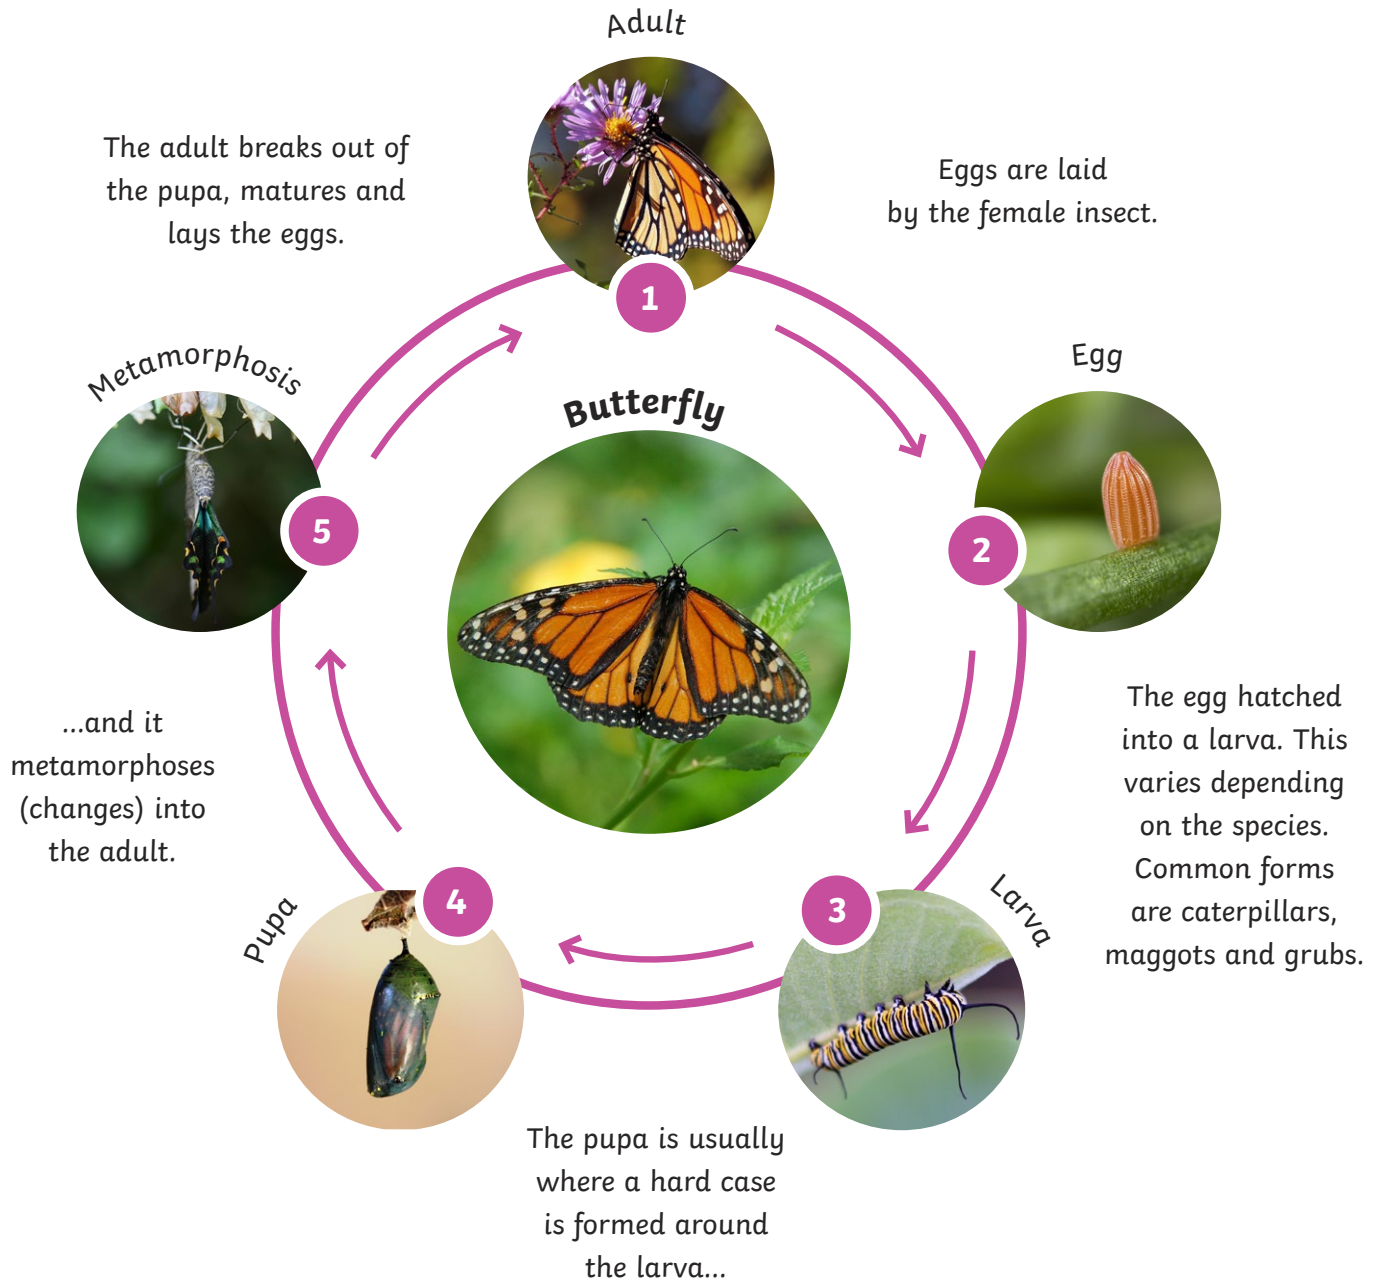 Adult
The adult breaks out of
the pupa, matures and
lays the eggs.
Eggs are laid
by the female insect.
1
Metamorphosis
Egg
Butterfly
5
2
...and it
metamorphoses
(changes) into
the adult.
The egg hatched
into a larva. This
varies depending
on the species.
Common forms
are caterpillars,
maggots and grubs.
4
3
Pupa
Larva
The pupa is usually
where a hard case
is formed around
the larva...